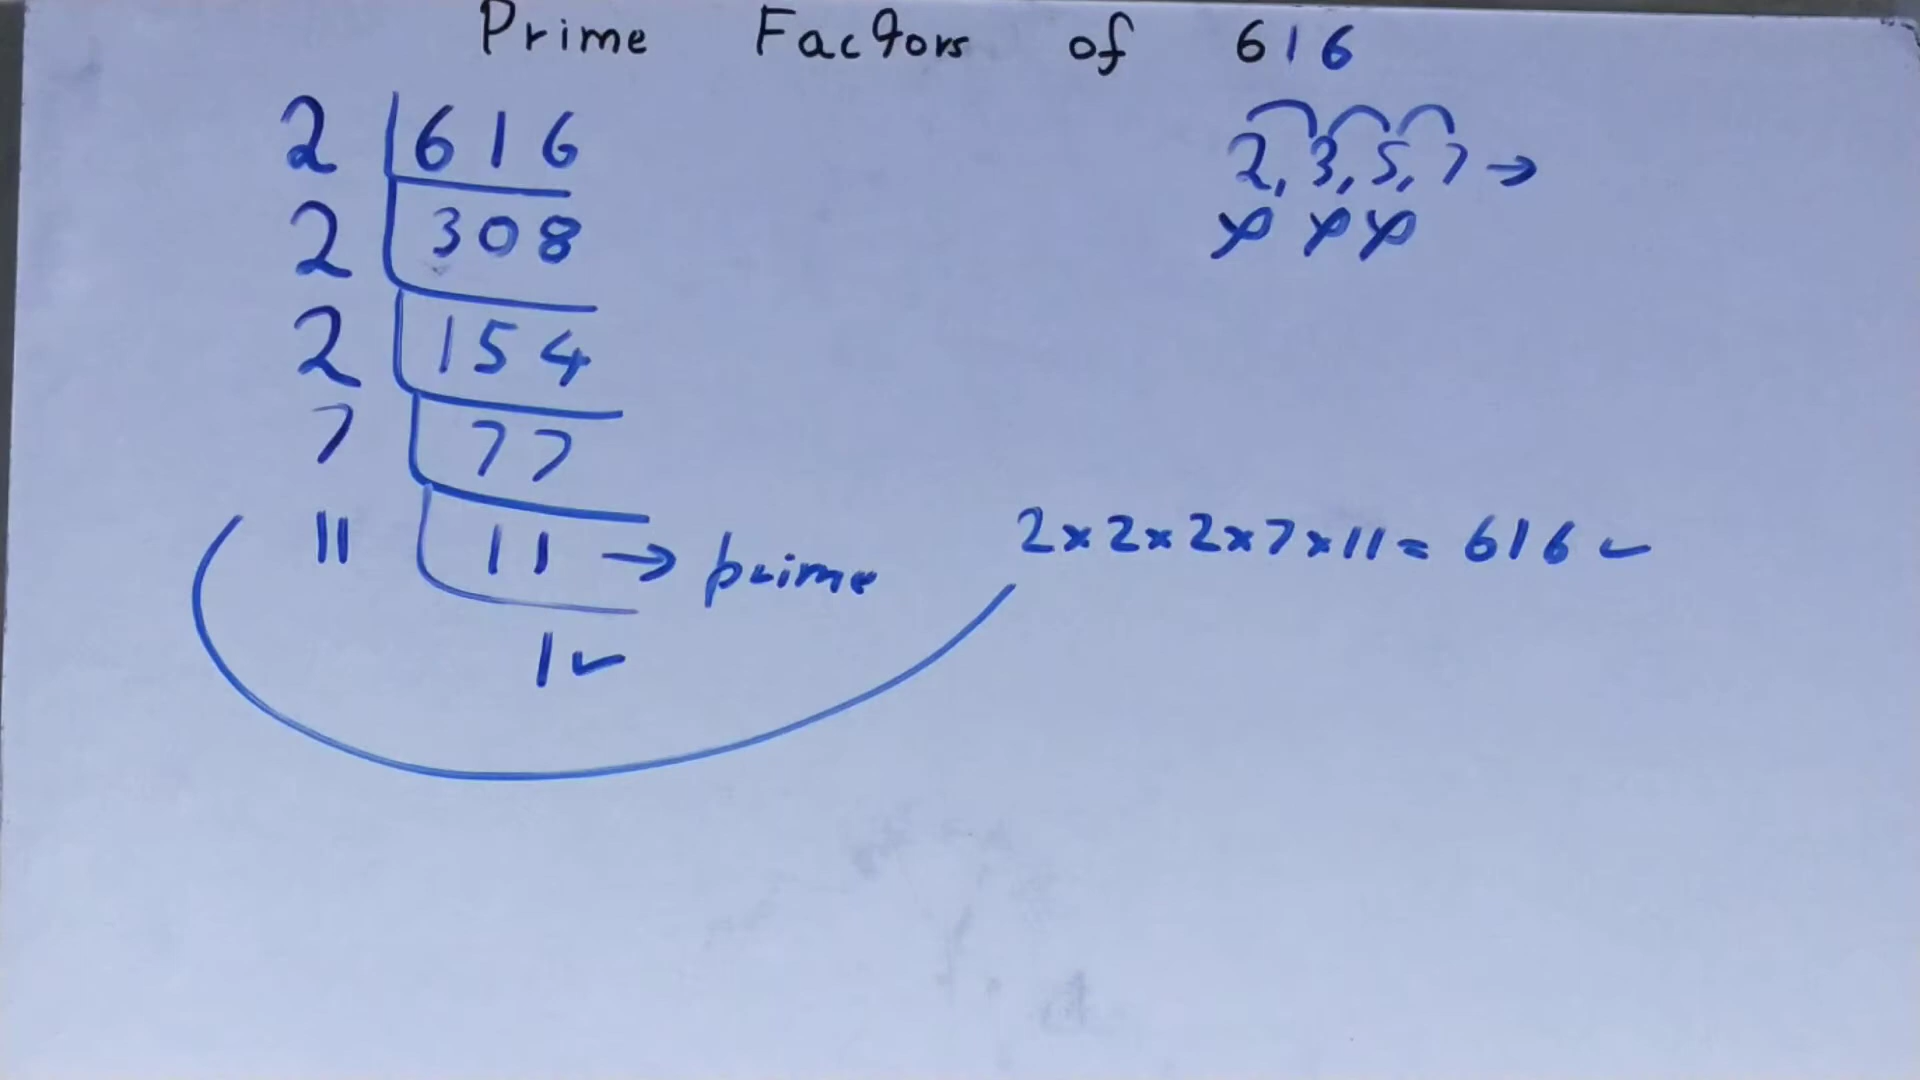 Prime Factors of 616
2 | 616
2 | 308
2 | 154
7 | 77
11 | 11 → prime
1 ✓
2, 3, 5, 7 →
2×2×2×7×11 = 616 ✓